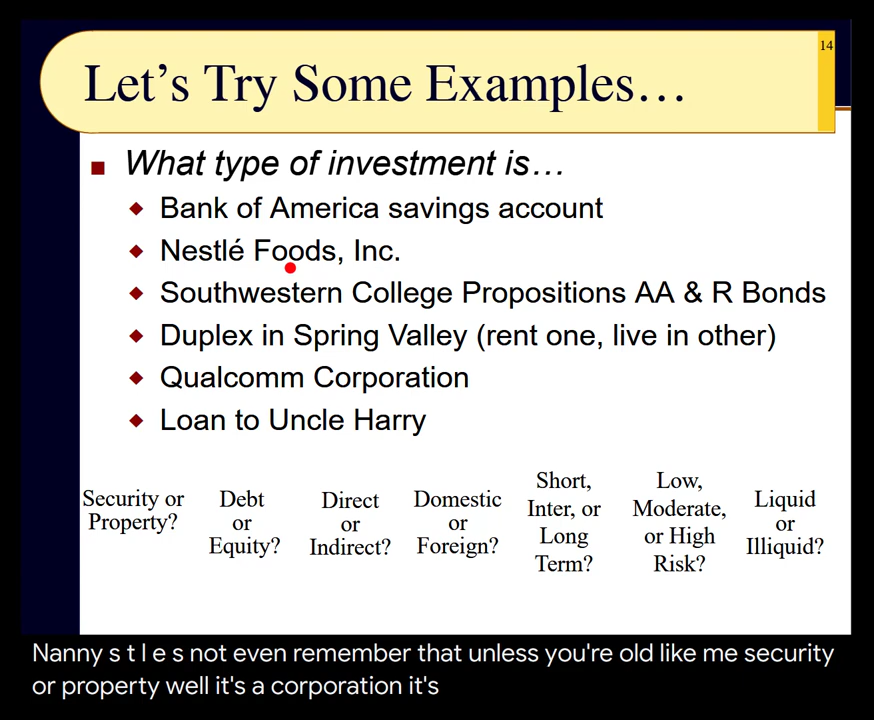 14
Let's Try Some Examples…
What type of investment is…
Bank of America savings account
Nestlé Foods, Inc.
Southwestern College Propositions AA & R Bonds
Duplex in Spring Valley (rent one, live in other)
Qualcomm Corporation
Loan to Uncle Harry
Security or
Property?
Debt
or
Equity?
Direct
or
Indirect?
Domestic
or
Foreign?
Short,
Inter, or
Long
Term?
Low,
Moderate,
or High
Risk?
Liquid
or
Illiquid?
Nanny s t l e s not even remember that unless you're old like me security
or property well it's a corporation it's